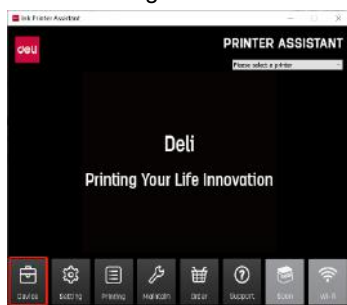 Ink Printer Assistant
deli
PRINTER ASSISTANT
Please select a printer
Deli
Printing Your Life Innovation
Device
Setting
Printing
Maintain
Order
Support
Scan
Wi-Fi